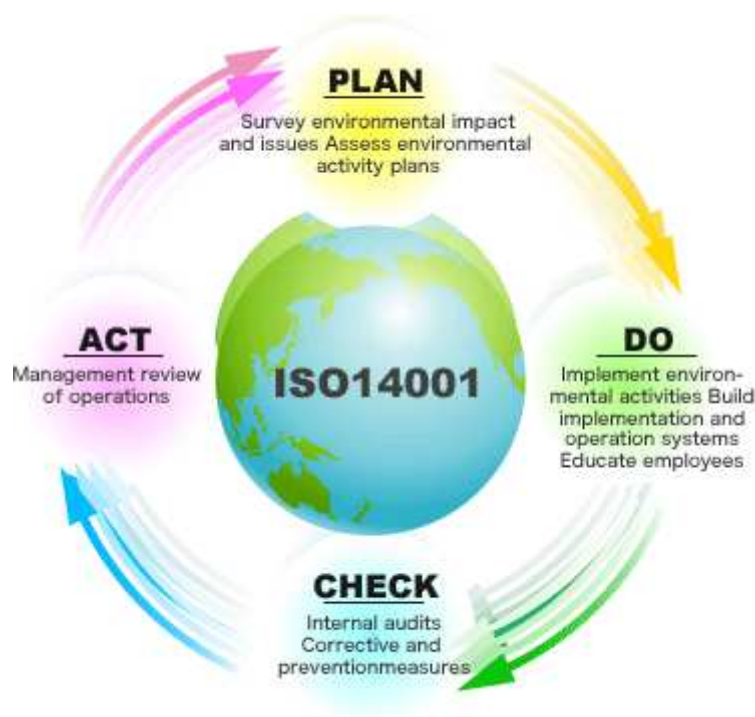 PLAN
Survey environmental impact
and issues Assess environmental
activity plans
DO
Implement environ-
mental activities Build
implementation and
operation systems
Educate employees
CHECK
Internal audits
Corrective and
preventionmeasures
ACT
Management review
of operations
ISO14001